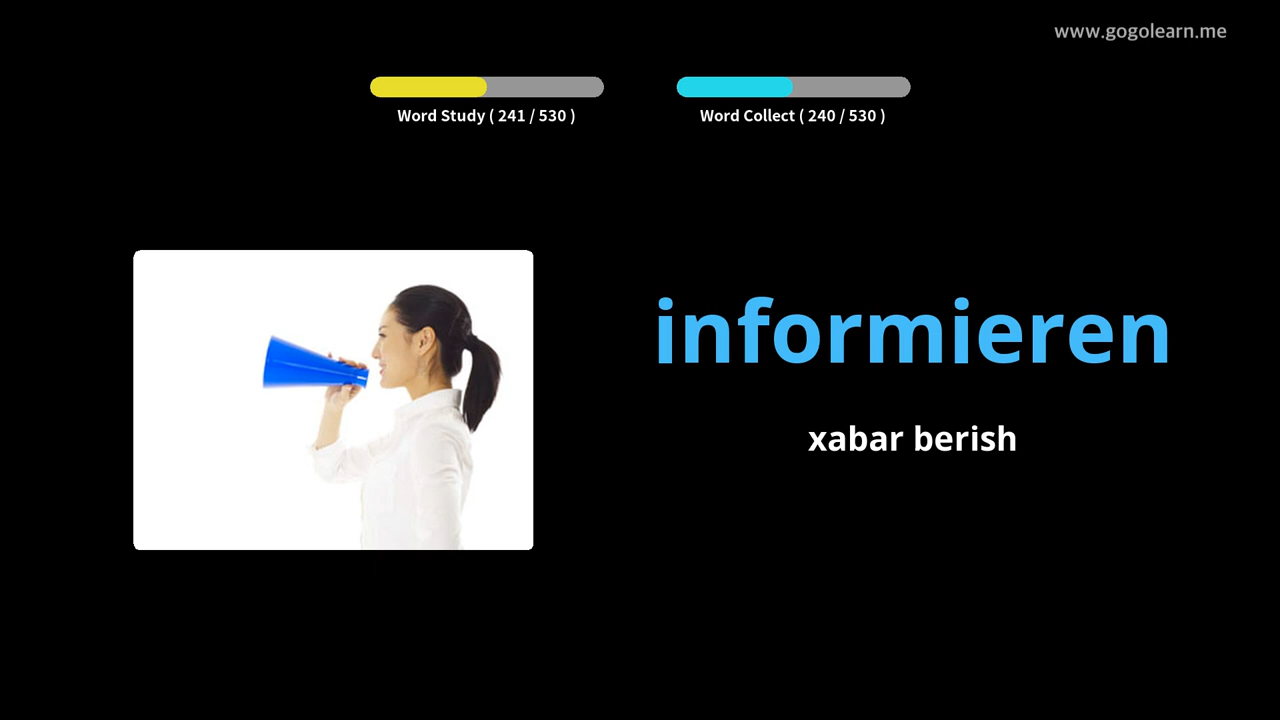 www.gogolearn.me
Word Study ( 241 / 530 )
Word Collect ( 240 / 530 )
informieren
xabar berish